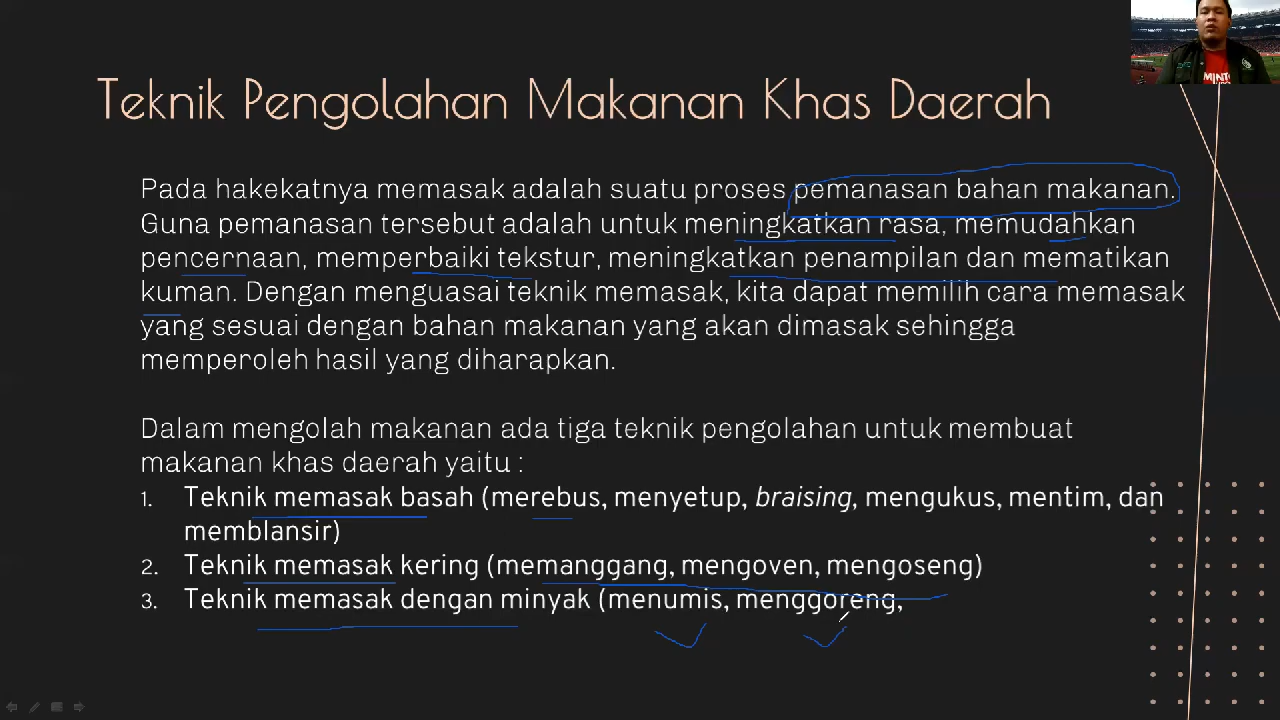 Teknik Pengolahan Makanan Khas Daerah
Pada hakekatnya memasak adalah suatu proses pemanasan bahan makanan.
Guna pemanasan tersebut adalah untuk meningkatkan rasa, memudahkan
pencernaan, memperbaiki tekstur, meningkatkan penampilan dan mematikan
kuman. Dengan menguasai teknik memasak, kita dapat memilih cara memasak
yang sesuai dengan bahan makanan yang akan dimasak sehingga
memperoleh hasil yang diharapkan.
Dalam mengolah makanan ada tiga teknik pengolahan untuk membuat
makanan khas daerah yaitu :
1. Teknik memasak basah (merebus, menyetup, braising, mengukus, mentim, dan
memblansir)
2. Teknik memasak kering (memanggang, mengoven, mengoseng)
3. Teknik memasak dengan minyak (menumis, menggoreng,